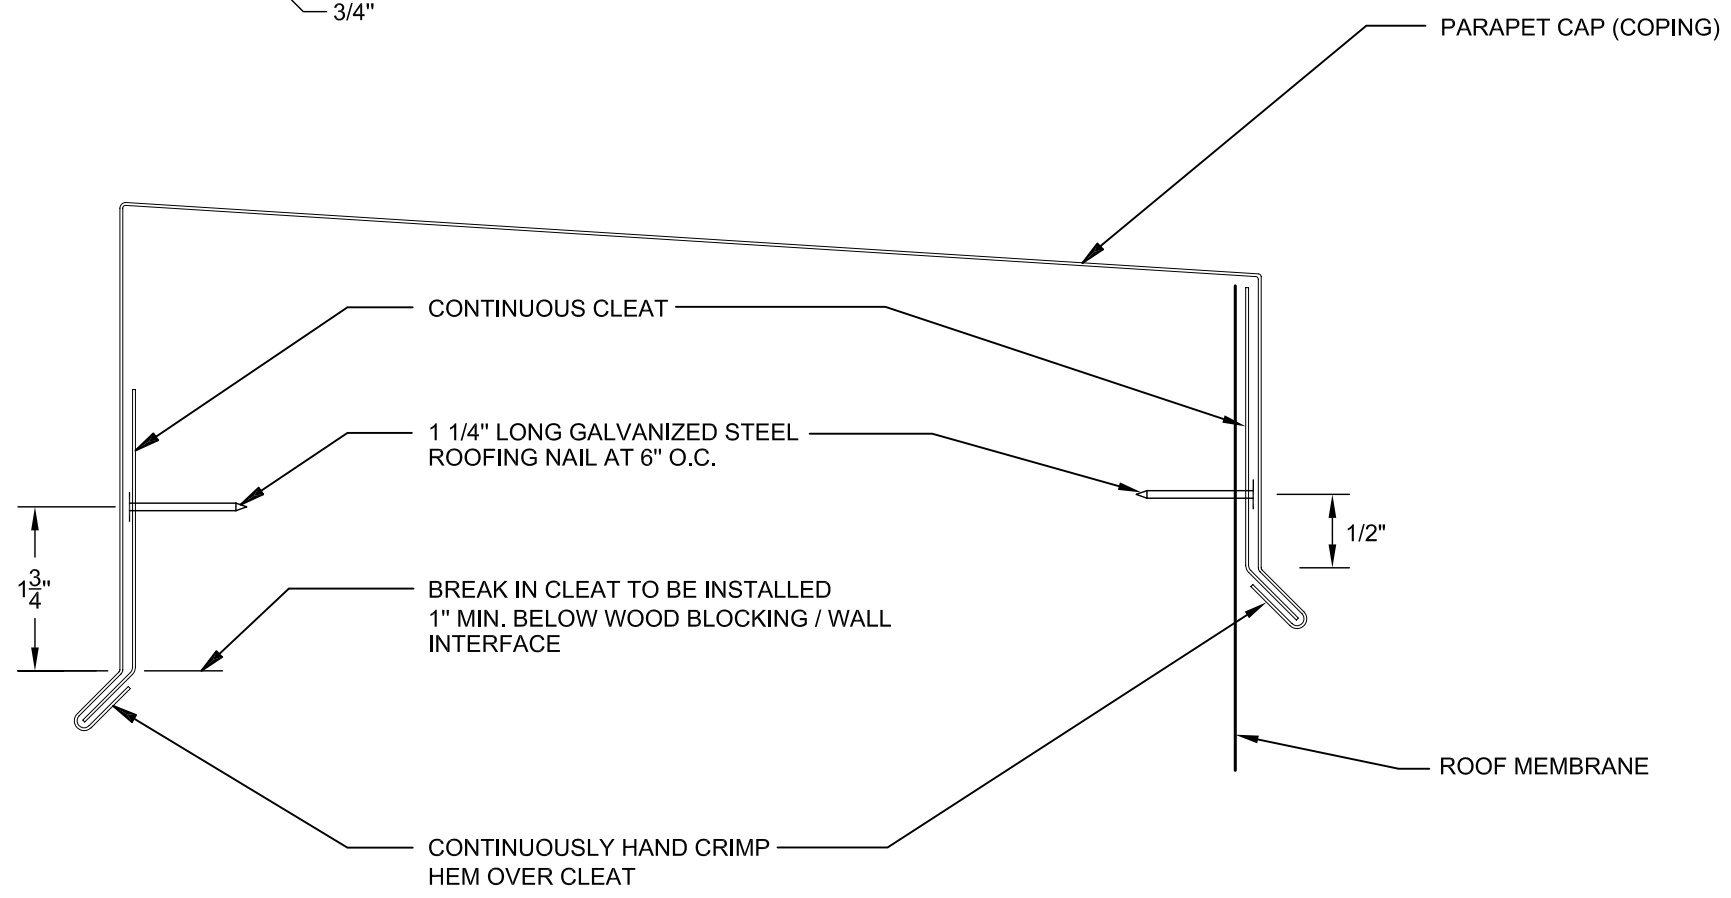 3/4"
PARAPET CAP (COPING)
CONTINUOUS CLEAT
1 1/4" LONG GALVANIZED STEEL
ROOFING NAIL AT 6" O.C.
1/2"
1 3/4"
BREAK IN CLEAT TO BE INSTALLED
1" MIN. BELOW WOOD BLOCKING / WALL
INTERFACE
ROOF MEMBRANE
CONTINUOUSLY HAND CRIMP
HEM OVER CLEAT